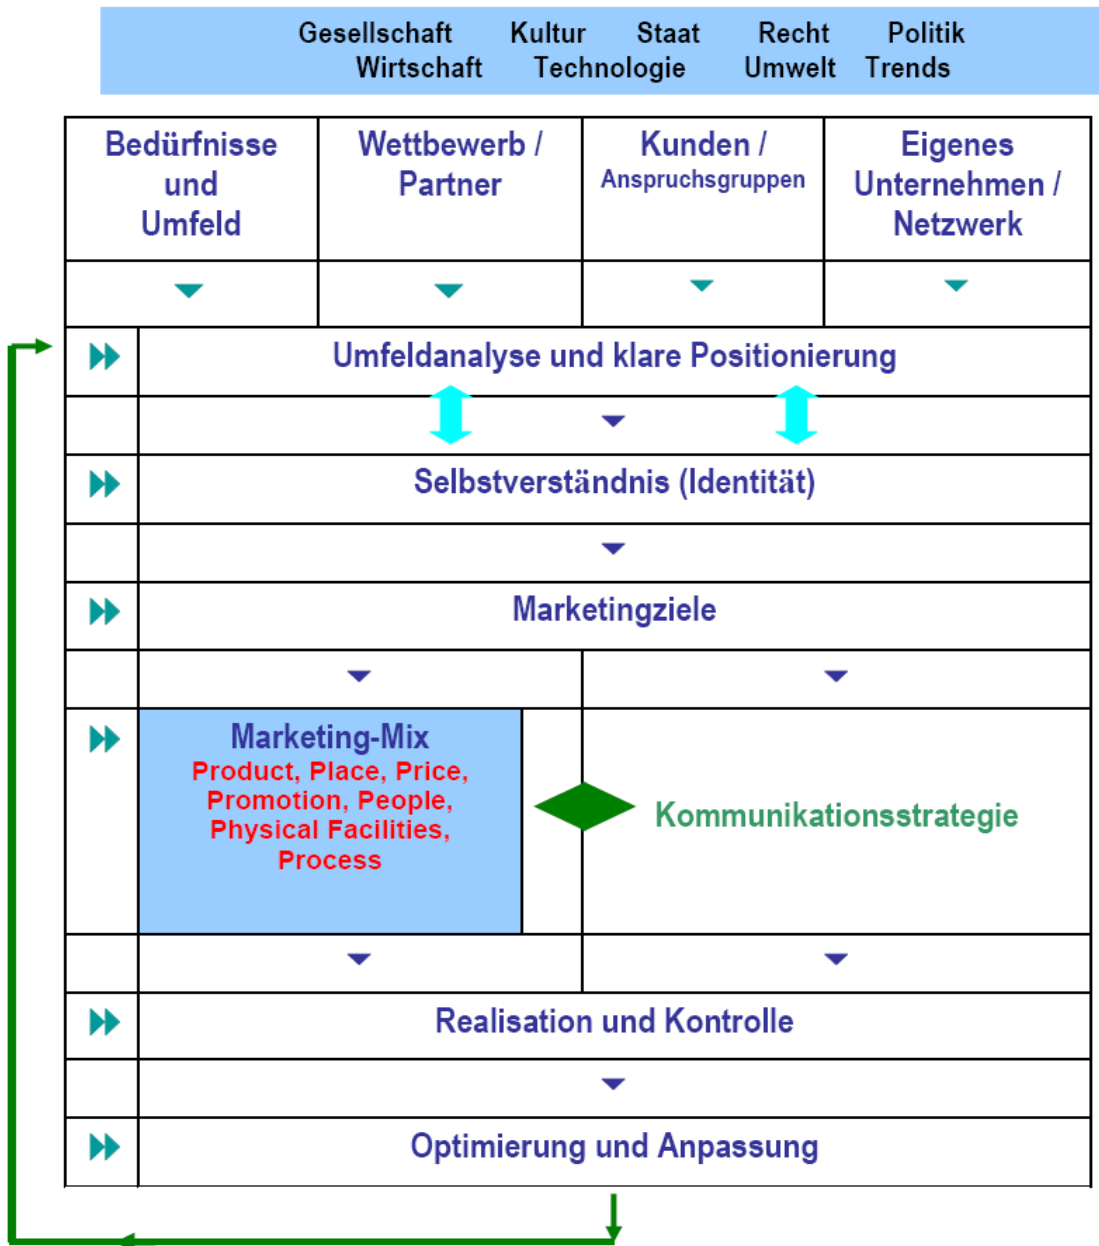 Gesellschaft Kultur Staat Recht Politik
Wirtschaft Technologie Umwelt Trends
Bedürfnisse
und
Umfeld
Wettbewerb /
Partner
Kunden /
Anspruchsgruppen
Eigenes
Unternehmen /
Netzwerk
Umfeldanalyse und klare Positionierung
Selbstverständnis (Identität)
Marketingziele
Marketing-Mix
Product, Place, Price,
Promotion, People,
Physical Facilities,
Process
Kommunikationsstrategie
Realisation und Kontrolle
Optimierung und Anpassung